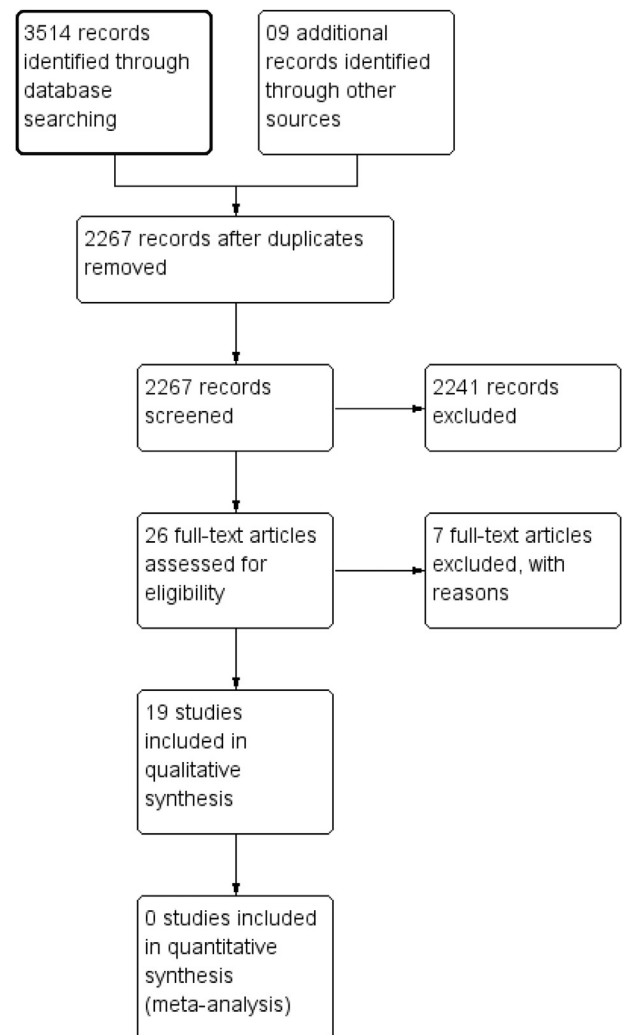 3514 records
identified through
database
searching
09 additional
records identified
through other
sources
2267 records after duplicates
removed
2267 records
screened
2241 records
excluded
26 full-text articles
assessed for
eligibility
7 full-text articles
excluded, with
reasons
19 studies
included in
qualitative
synthesis
0 studies included
in quantitative
synthesis
(meta-analysis)